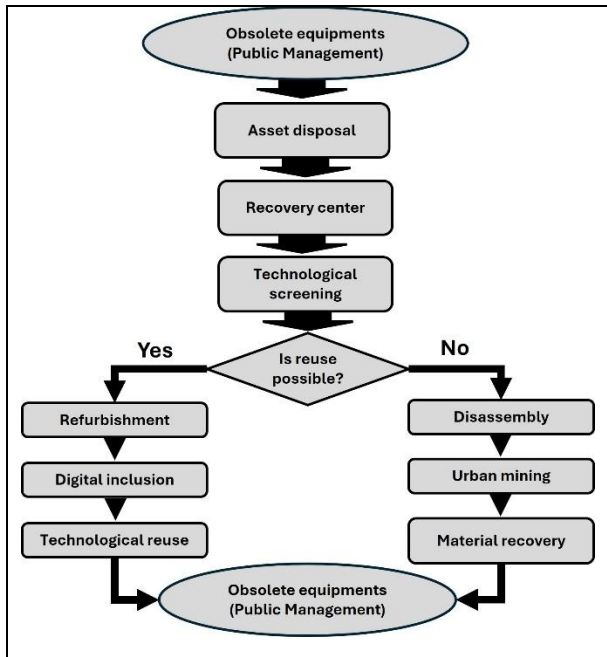 Obsolete equipments
(Public Management)
Asset disposal
Recovery center
Technological
screening
Is reuse
possible?
Yes
No
Refurbishment
Digital inclusion
Technological reuse
Disassembly
Urban mining
Material recovery
Obsolete equipments
(Public Management)